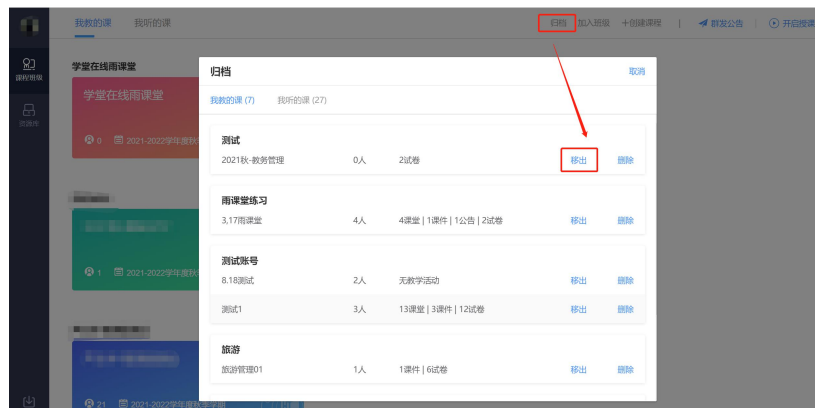 我教的课 我听的课 归档 加入班级 ＋创建课程 | 群发公告 开启授课
课程班级
资源库
学堂在线雨课堂
学堂在线雨课堂
0 2021-2022学年度秋
1 2021-2022学年度秋
21 2021-2022学年度秋季学期
归档 取消
我教的课 (7) 我听的课 (27)
测试
2021秋-教务管理 0人 2试卷 移出 删除
雨课堂练习
3,17雨课堂 4人 4课堂 | 1课件 | 1公告 | 2试卷 移出 删除
测试账号
8.18测试 2人 无教学活动 移出 删除
测试1 3人 13课堂 | 3课件 | 12试卷 移出 删除
旅游
旅游管理01 1人 1课件 | 6试卷 移出 删除